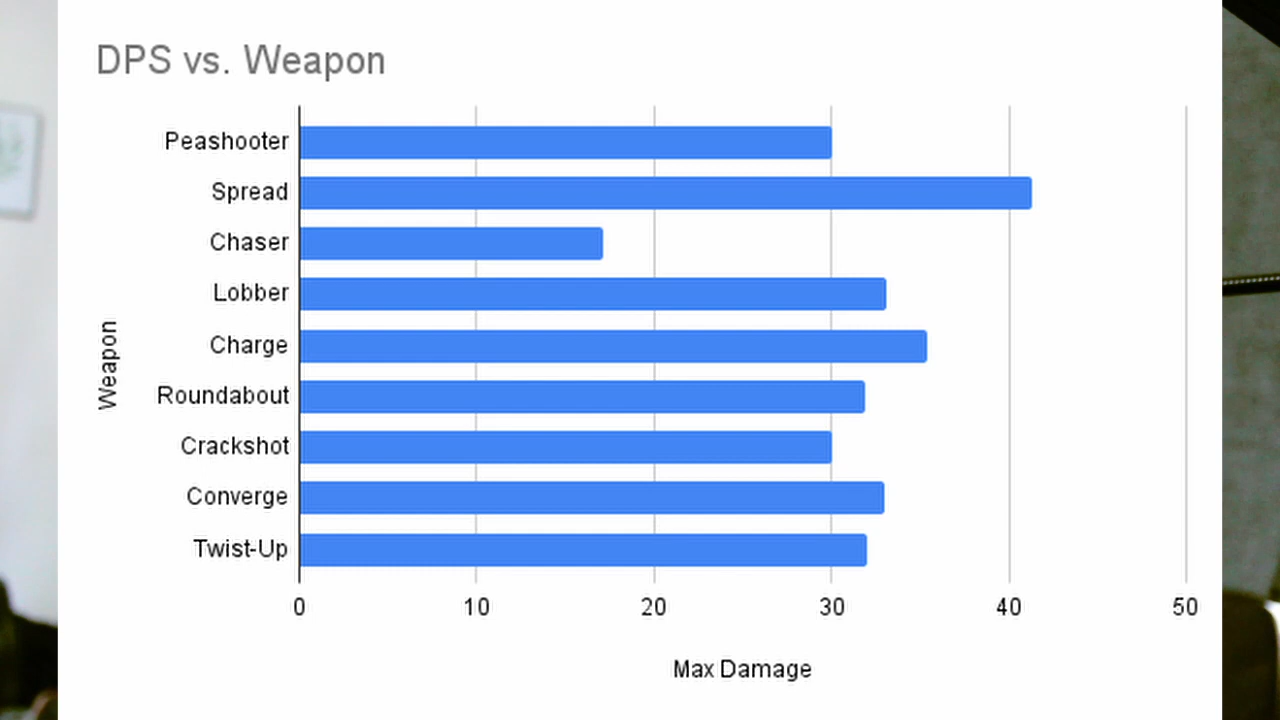 DPS vs. Weapon
Peashooter
Spread
Chaser
Lobber
Charge
Roundabout
Crackshot
Converge
Twist-Up
Weapon
0 10 20 30 40 50
Max Damage